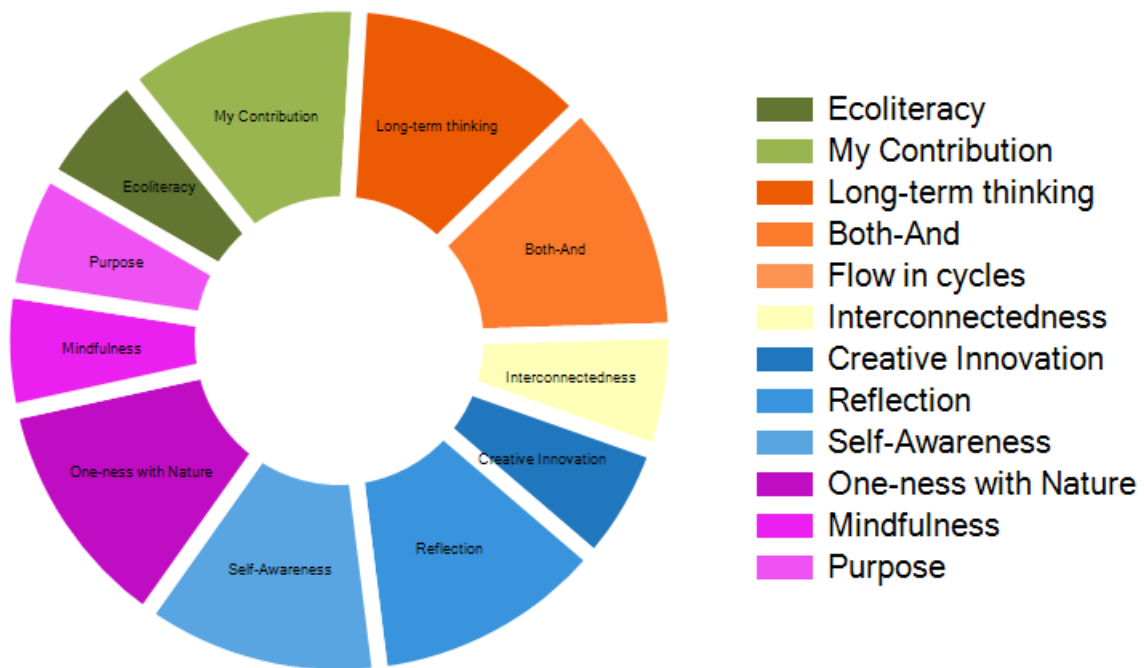 My Contribution
Long-term thinking
Ecoliteracy
Both-And
Purpose
Mindfulness
Interconnectedness
Creative Innovation
One-ness with Nature
Reflection
Self-Awareness
Ecoliteracy
My Contribution
Long-term thinking
Both-And
Flow in cycles
Interconnectedness
Creative Innovation
Reflection
Self-Awareness
One-ness with Nature
Mindfulness
Purpose